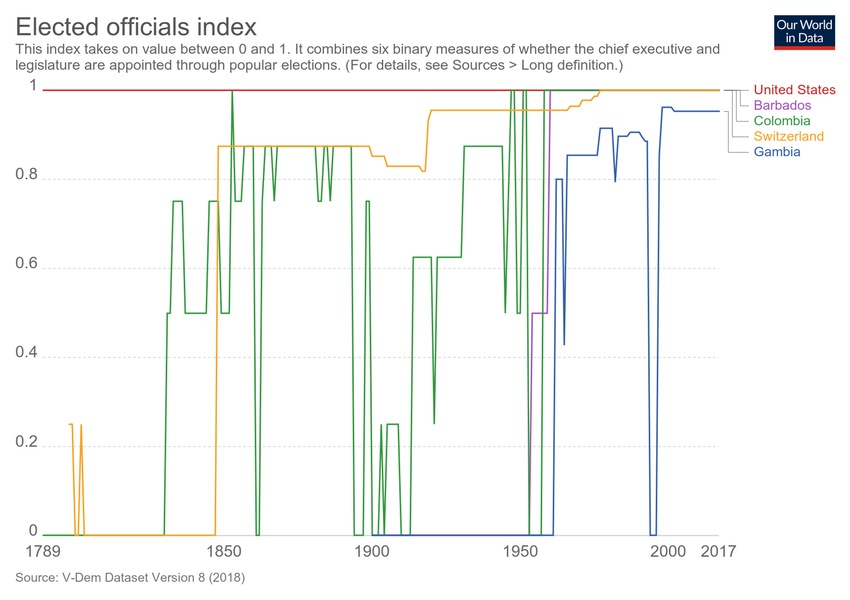 Elected officials index
Our World
in Data
This index takes on value between 0 and 1. It combines six binary measures of whether the chief executive and
legislature are appointed through popular elections. (For details, see Sources > Long definition.)
1
0.8
0.6
0.4
0.2
0
United States
Barbados
Colombia
Switzerland
Gambia
1789
1850
1900
1950
2000
2017
Source: V-Dem Dataset Version 8 (2018)